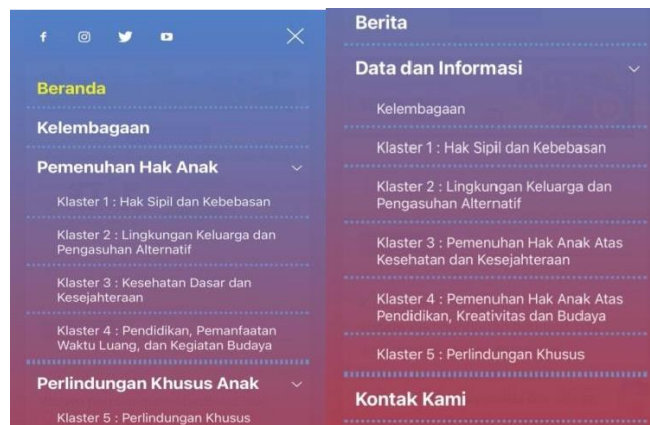 Beranda
Kelembagaan
Pemenuhan Hak Anak
Klaster 1 : Hak Sipil dan Kebebasan
Klaster 2 : Lingkungan Keluarga dan
Pengasuhan Alternatif
Klaster 3 : Kesehatan Dasar dan
Kesejahteraan
Klaster 4 : Pendidikan, Pemanfaatan
Waktu Luang, dan Kegiatan Budaya
Perlindungan Khusus Anak
Klaster 5 : Perlindungan Khusus
Berita
Data dan Informasi
Kelembagaan
Klaster 1 : Hak Sipil dan Kebebasan
Klaster 2 : Lingkungan Keluarga dan
Pengasuhan Alternatif
Klaster 3 : Pemenuhan Hak Anak Atas
Kesehatan dan Kesejahteraan
Klaster 4 : Pemenuhan Hak Anak Atas
Pendidikan, Kreativitas dan Budaya
Klaster 5 : Perlindungan Khusus
Kontak Kami